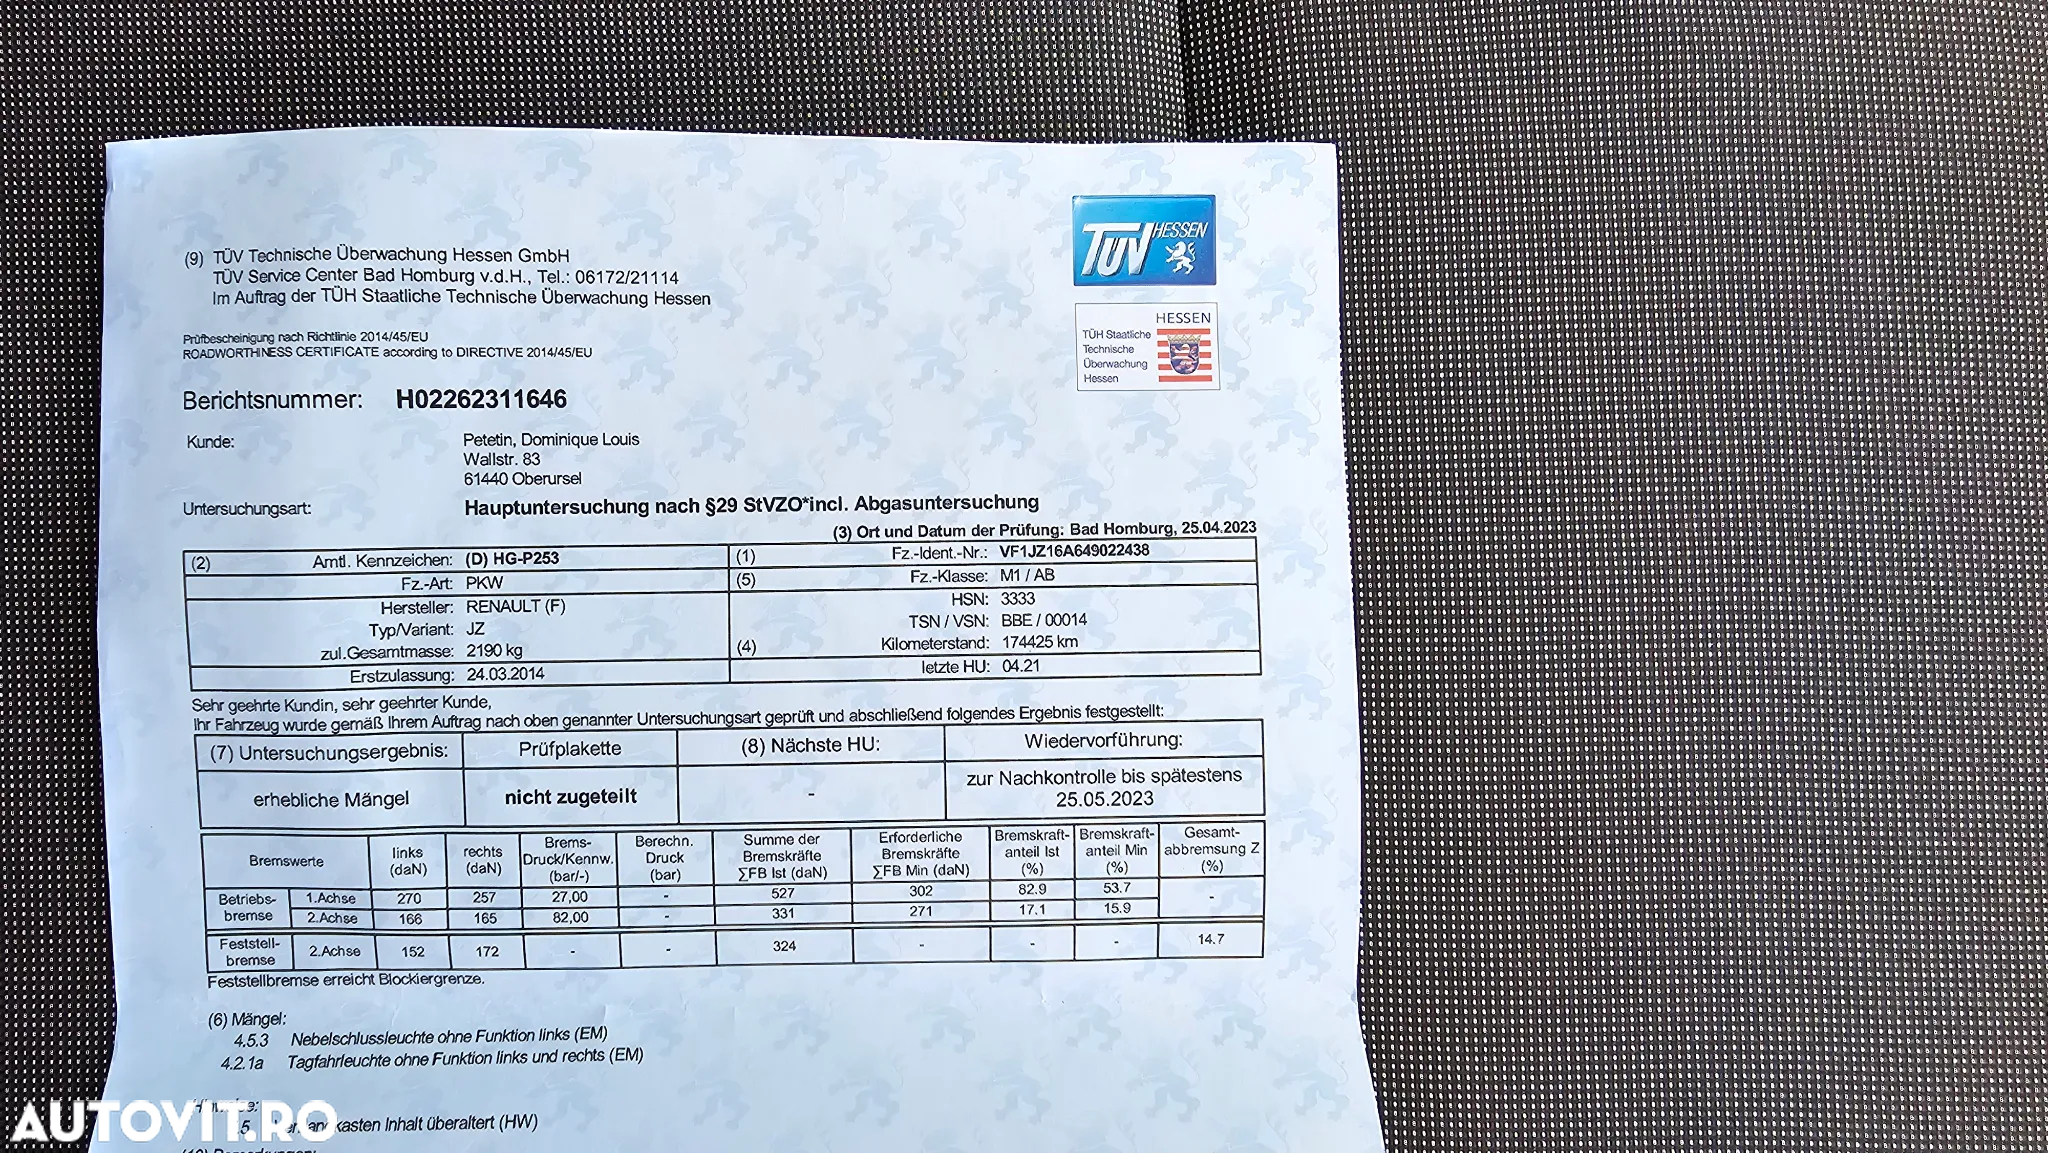 TÜV HESSEN
(9) TÜV Technische Überwachung Hessen GmbH
TÜV Service Center Bad Homburg v.d.H., Tel.: 06172/21114
Im Auftrag der TÜH Staatliche Technische Überwachung Hessen
HESSEN
TÜH Staatliche
Technische
Überwachung
Hessen
Prüfbescheinigung nach Richtlinie 2014/45/EU
ROADWORTHINESS CERTIFICATE according to DIRECTIVE 2014/45/EU
Berichtsnummer: H02262311646
Kunde: Petetin, Dominique Louis
Wallstr. 83
61440 Oberursel
Untersuchungsart: Hauptuntersuchung nach §29 StVZO*incl. Abgasuntersuchung
(3) Ort und Datum der Prüfung: Bad Homburg, 25.04.2023
(2) Amtl. Kennzeichen: (D) HG-P253 (1) Fz.-Ident.-Nr.: VF1JZ16A649022438
Fz.-Art: PKW (5) Fz.-Klasse: M1 / AB
Hersteller: RENAULT (F) HSN: 3333
Typ/Variant: JZ TSN / VSN: BBE / 00014
zul.Gesamtmasse: 2190 kg (4) Kilometerstand: 174425 km
Erstzulassung: 24.03.2014 letzte HU: 04.21
Sehr geehrte Kundin, sehr geehrter Kunde,
Ihr Fahrzeug wurde gemäß Ihrem Auftrag nach oben genannter Untersuchungsart geprüft und abschließend folgendes Ergebnis festgestellt:
(7) Untersuchungsergebnis: Prüfplakette (8) Nächste HU: Wiedervorführung:
erhebliche Mängel nicht zugeteilt - zur Nachkontrolle bis spätestens
25.05.2023
Bremswerte links (daN) rechts (daN) Brems-Druck/Kennw. (bar/-) Berechn. Druck (bar) Summe der Bremskräfte ∑FB Ist (daN) Erforderliche Bremskräfte ∑FB Min (daN) Bremskraft-anteil Ist (%) Bremskraft-anteil Min (%) Gesamt-abbremsung Z (%)
Betriebs-bremse 1.Achse 270 257 27,00 - 527 302 82.9 53.7 -
2.Achse 166 165 82,00 - 331 271 17.1 15.9
Feststell-bremse 2.Achse 152 172 - - 324 - - - 14.7
Feststellbremse erreicht Blockiergrenze.
(6) Mängel:
4.5.3 Nebelschlussleuchte ohne Funktion links (EM)
4.2.1a Tagfahrleuchte ohne Funktion links und rechts (EM)
kasten Inhalt überaltert (HW)
AUTOVIT.RO